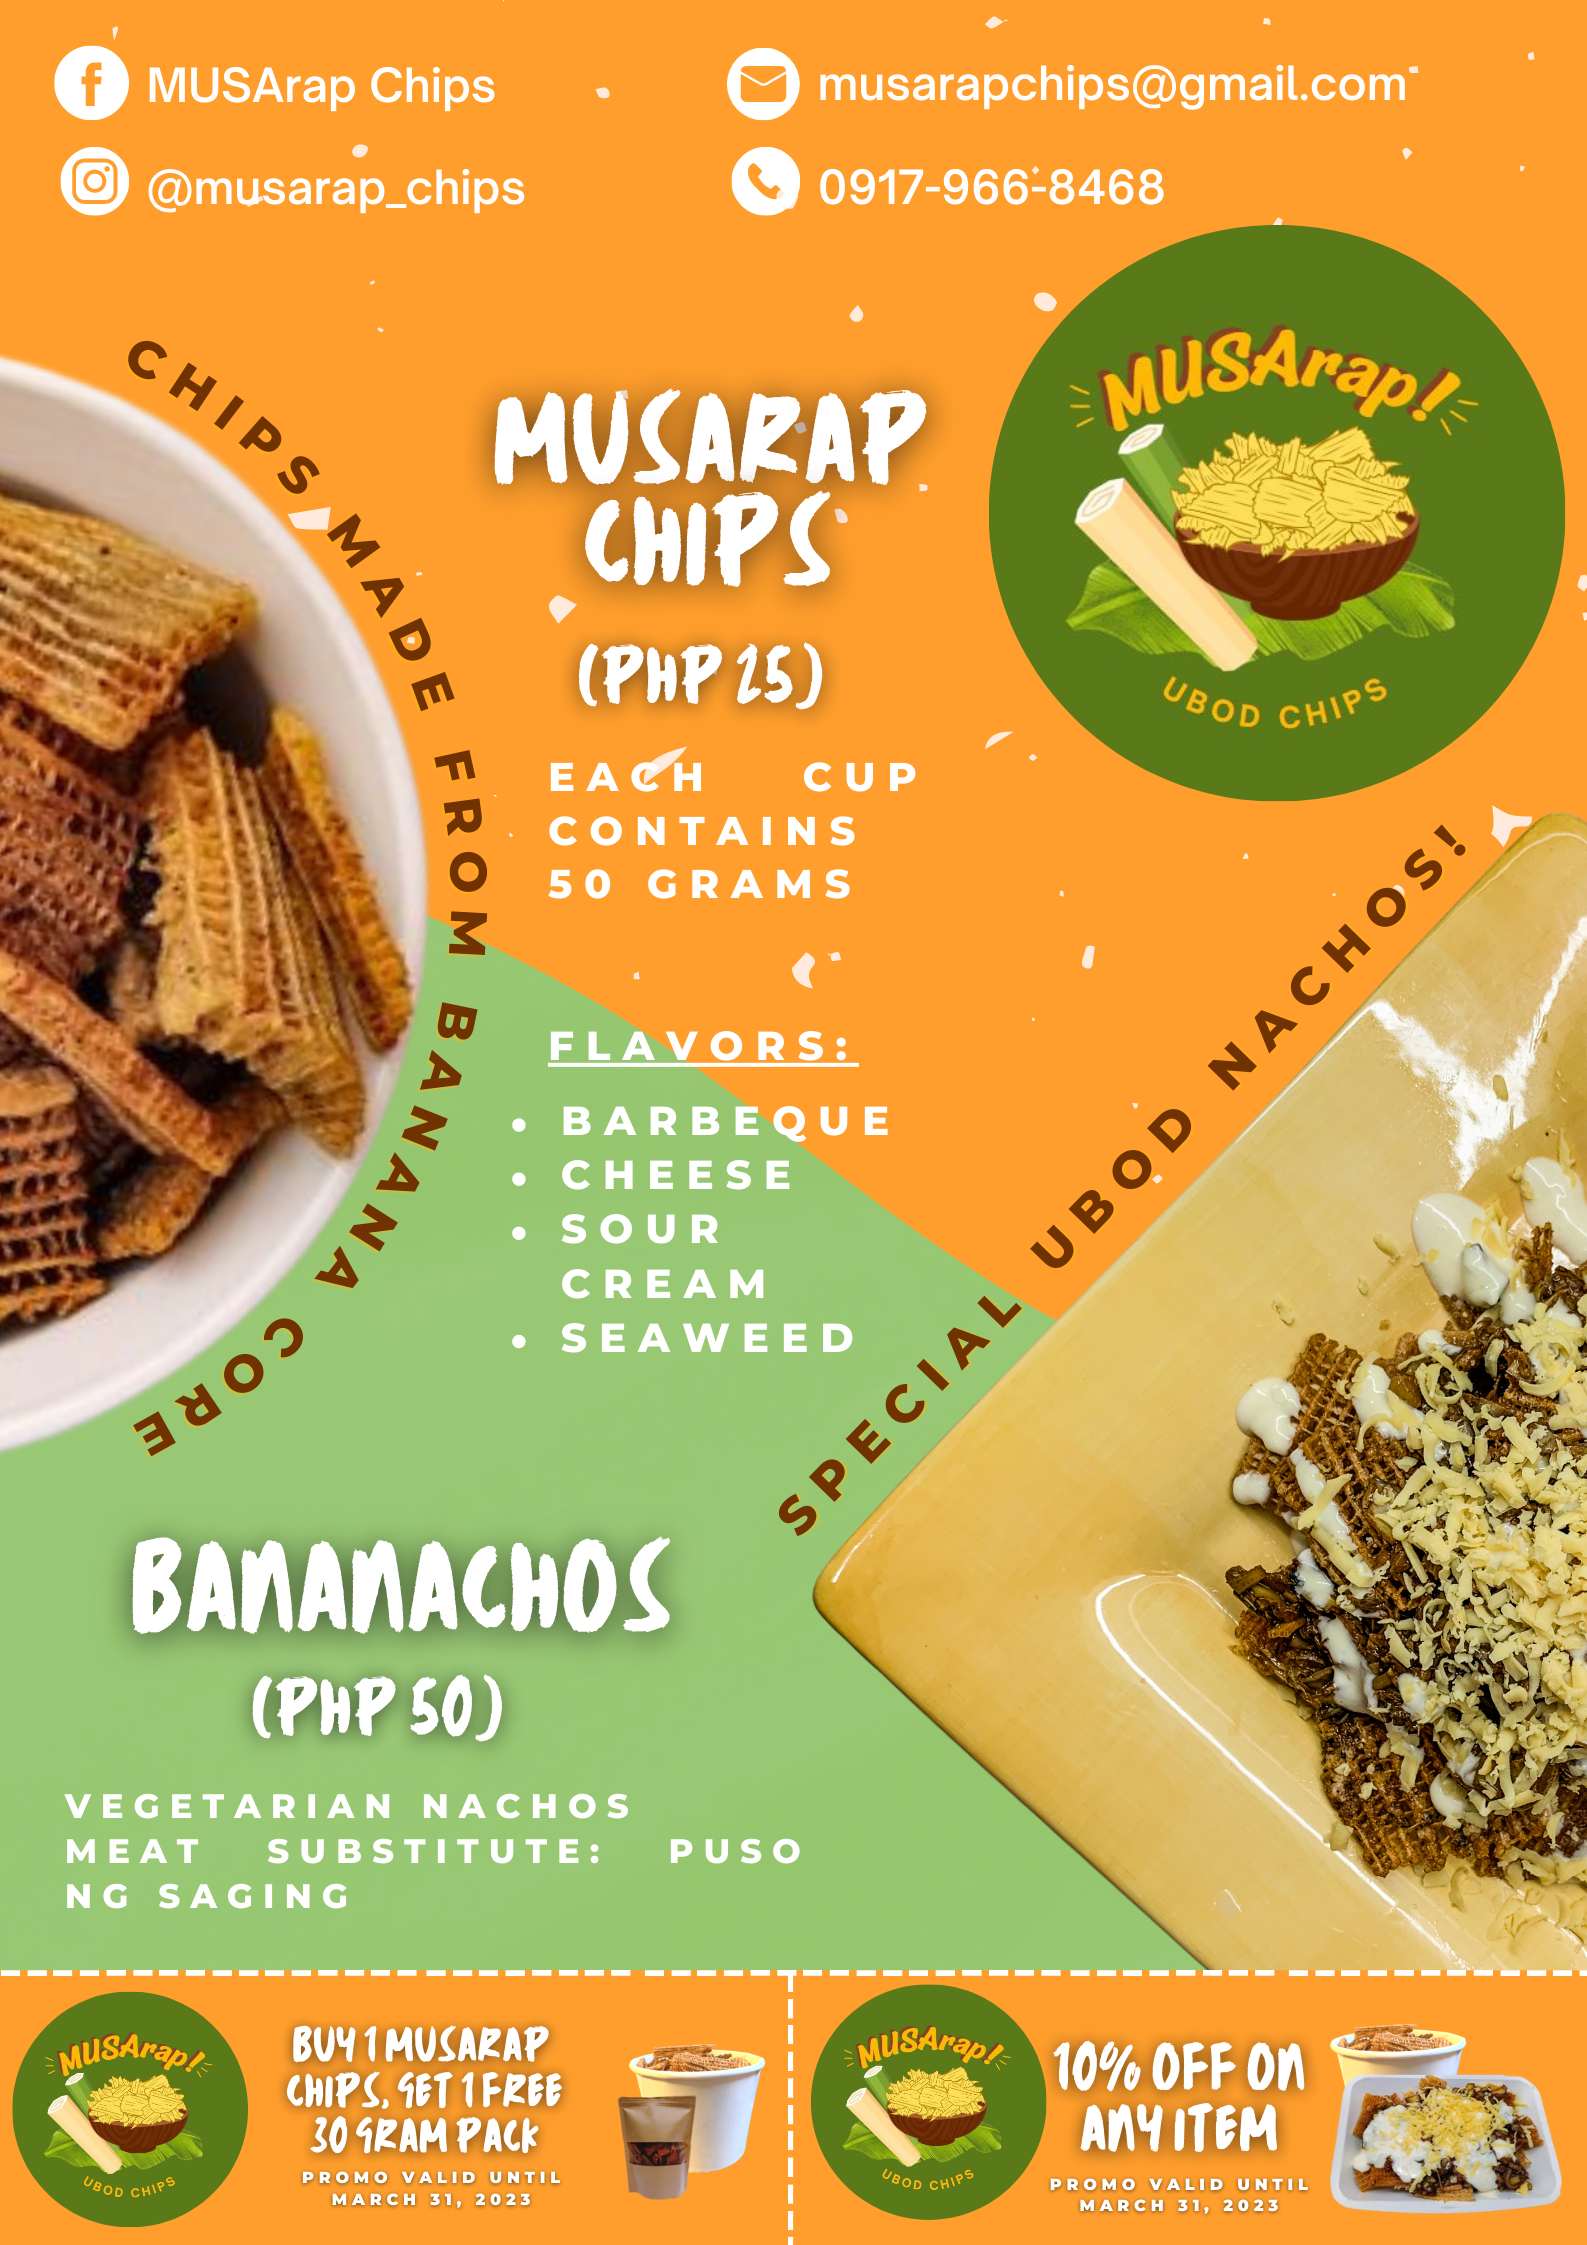 MUSArap Chips
musarapchips@gmail.com
@musarap_chips
0917-966-8468
MUSArap!
UBOD CHIPS
CHIPS MADE FROM BANANA CORE
MUSARAP
CHIPS
(PHP 25)
EACH CUP
CONTAINS
50 GRAMS
FLAVORS:
• BARBEQUE
• CHEESE
• SOUR
CREAM
• SEAWEED
SPECIAL UBOD NACHOS!
BANANACHOS
(PHP 50)
VEGETARIAN NACHOS
MEAT SUBSTITUTE: PUSO
NG SAGING
MUSArap!
UBOD CHIPS
BUY 1 MUSARAP
CHIPS, GET 1 FREE
30 GRAM PACK
PROMO VALID UNTIL
MARCH 31, 2023
MUSArap!
UBOD CHIPS
10% OFF ON
ANY ITEM
PROMO VALID UNTIL
MARCH 31, 2023